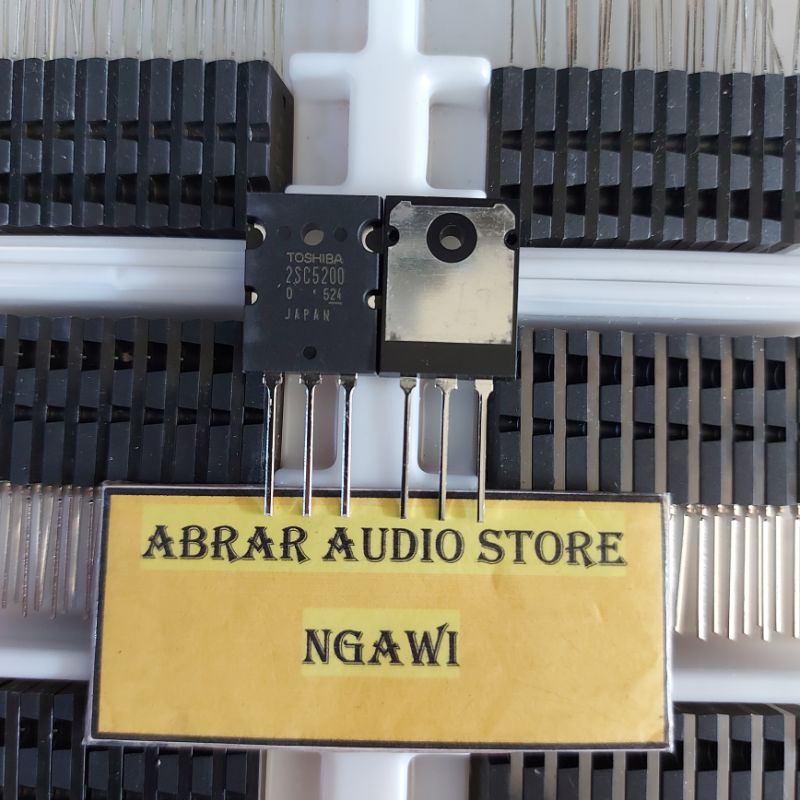 TOSHIBA
2SC5200
O 524
JAPAN
ABRAR AUDIO STORE
NGAWI